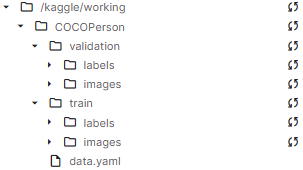 /kaggle/working
COCOPerson
validation
labels
images
train
labels
images
data.yaml